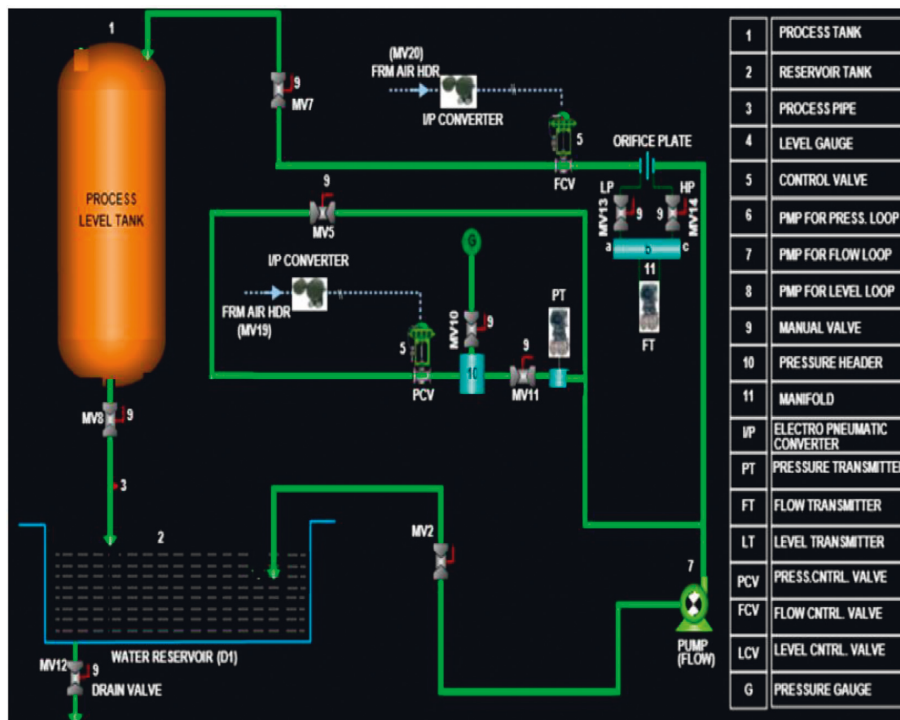 1
PROCESS
LEVEL TANK
9
MV7
(MV20)
FRM AIR HDR
I/P CONVERTER
5
FCV
ORIFICE PLATE
LP
HP
MV13
9
9
MV14
a
b
c
11
FT
9
MV5
I/P CONVERTER
FRM AIR HDR
(MV19)
5
PCV
G
MV10
9
10
9
MV11
PT
MV8
9
3
2
MV2
7
PUMP
(FLOW)
WATER RESERVOIR (D1)
MV12
9
DRAIN VALVE
1 PROCESS TANK
2 RESERVOIR TANK
3 PROCESS PIPE
4 LEVEL GAUGE
5 CONTROL VALVE
6 PMP FOR PRESS. LOOP
7 PMP FOR FLOW LOOP
8 PMP FOR LEVEL LOOP
9 MANUAL VALVE
10 PRESSURE HEADER
11 MANIFOLD
I/P ELECTRO PNEUMATIC
CONVERTER
PT PRESSURE TRANSMITTER
FT FLOW TRANSMITTER
LT LEVEL TRANSMITTER
PCV PRESS.CNTRL. VALVE
FCV FLOW CNTRL. VALVE
LCV LEVEL CNTRL. VALVE
G PRESSURE GAUGE